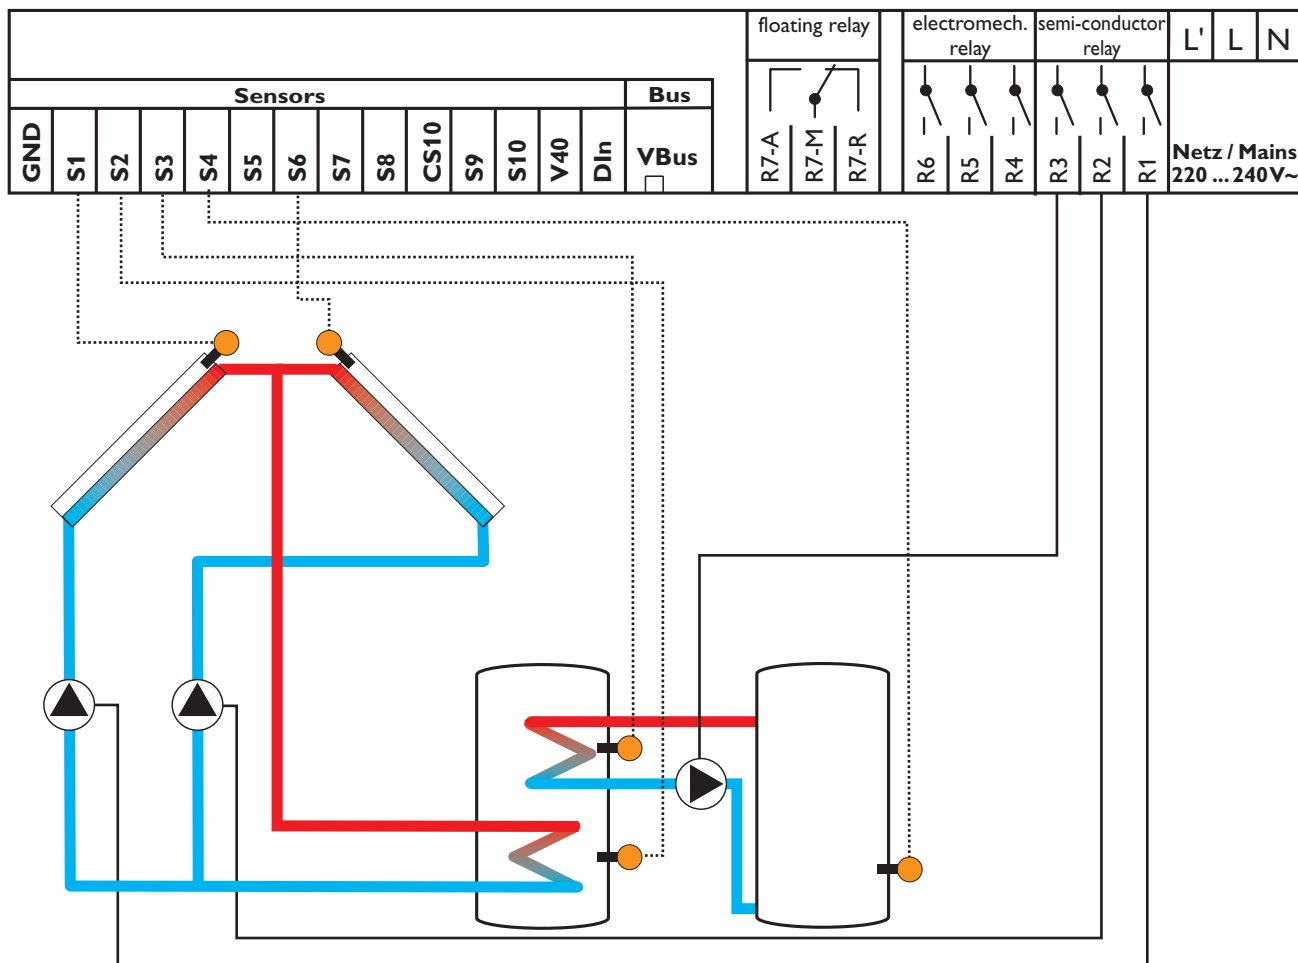 floating relay
electromech.
relay
semi-conductor
relay
L' L N
Sensors
Bus
GND S1 S2 S3 S4 S5 S6 S7 S8 CS10 S9 S10 V40 DIn
VBus
R7-A R7-M R7-R
R6 R5 R4 R3 R2 R1
Netz / Mains
220 ... 240V~